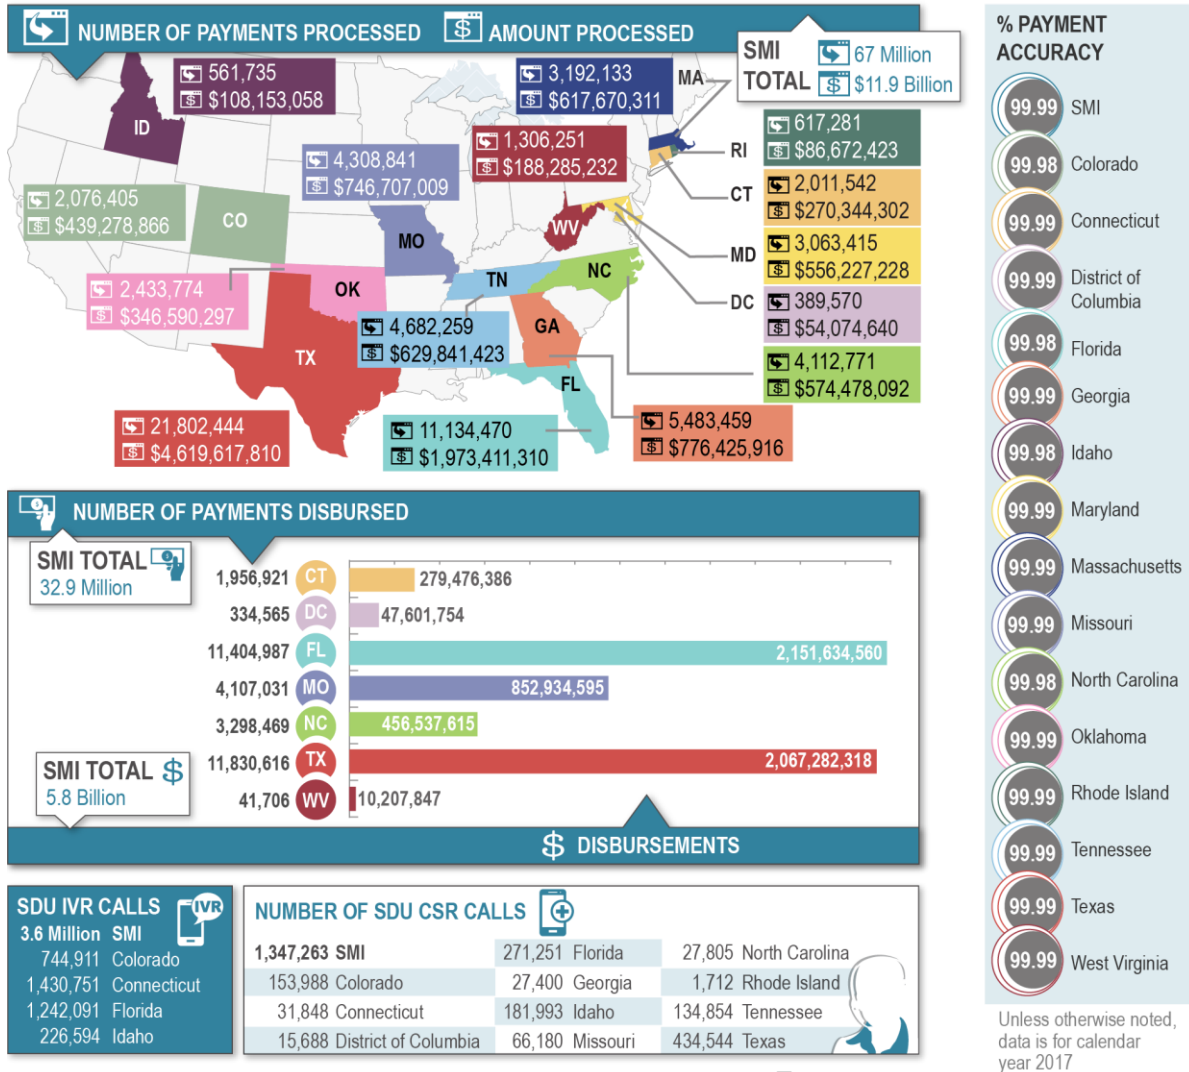 NUMBER OF PAYMENTS PROCESSED $ AMOUNT PROCESSED
SMI 67 Million
TOTAL $ $11.9 Billion
561,735
$ $108,153,058
ID
3,192,133
$ $617,670,311
MA
1,306,251
$ $188,285,232
4,308,841
$ $746,707,009
617,281
$ $86,672,423
RI
2,076,405
$ $439,278,866
CO
MO
WV
2,011,542
$ $270,344,302
CT
3,063,415
$ $556,227,228
MD
2,433,774
$ $346,590,297
OK
TN
NC
389,570
$ $54,074,640
DC
4,682,259
$ $629,841,423
GA
TX
FL
4,112,771
$ $574,478,092
21,802,444
$ $4,619,617,810
11,134,470
$ $1,973,411,310
5,483,459
$ $776,425,916
NUMBER OF PAYMENTS DISBURSED
SMI TOTAL
32.9 Million
1,956,921 CT 279,476,386
334,565 DC 47,601,754
11,404,987 FL 2,151,634,560
4,107,031 MO 852,934,595
3,298,469 NC 456,537,615
11,830,616 TX 2,067,282,318
41,706 WV 10,207,847
SMI TOTAL $
5.8 Billion
$ DISBURSEMENTS
SDU IVR CALLS IVR
3.6 Million SMI
744,911 Colorado
1,430,751 Connecticut
1,242,091 Florida
226,594 Idaho
NUMBER OF SDU CSR CALLS
1,347,263 SMI 271,251 Florida 27,805 North Carolina
153,988 Colorado 27,400 Georgia 1,712 Rhode Island
31,848 Connecticut 181,993 Idaho 134,854 Tennessee
15,688 District of Columbia 66,180 Missouri 434,544 Texas
% PAYMENT
ACCURACY
99.99 SMI
99.98 Colorado
99.99 Connecticut
99.99 District of
Columbia
99.98 Florida
99.99 Georgia
99.98 Idaho
99.99 Maryland
99.99 Massachusetts
99.99 Missouri
99.98 North Carolina
99.99 Oklahoma
99.99 Rhode Island
99.99 Tennessee
99.99 Texas
99.99 West Virginia
Unless otherwise noted,
data is for calendar
year 2017